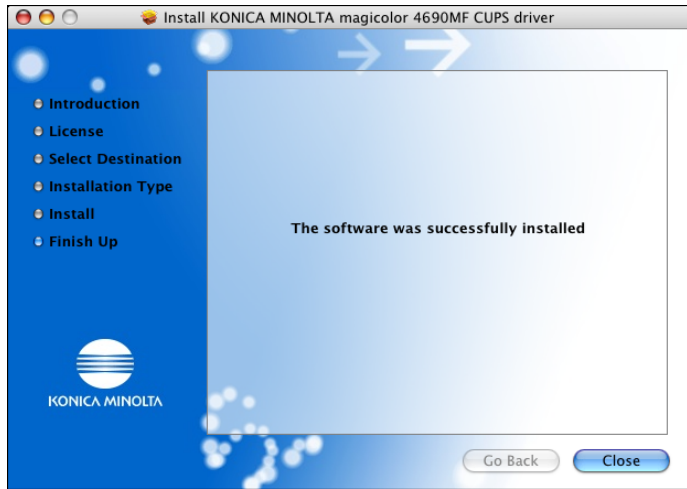 Install KONICA MINOLTA magicolor 4690MF CUPS driver
Introduction
License
Select Destination
Installation Type
Install
Finish Up
The software was successfully installed
KONICA MINOLTA
Go Back
Close